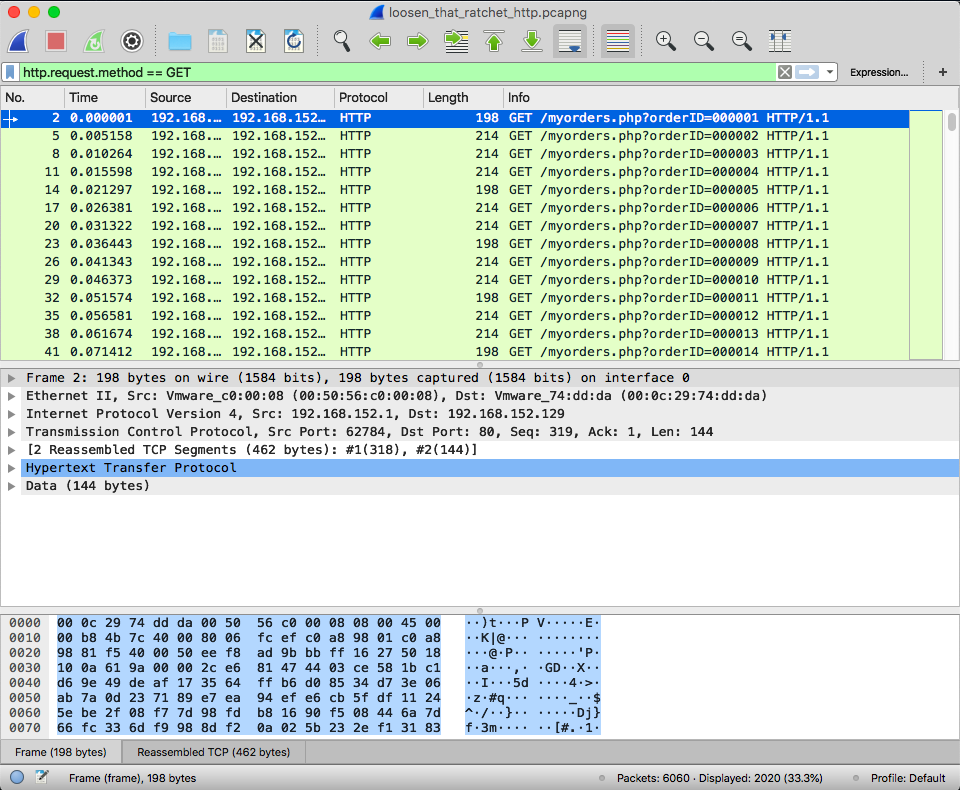 loosen_that_ratchet_http.pcapng
http.request.method == GET
Expression...
+
No. Time Source Destination Protocol Length Info
2 0.000001 192.168.… 192.168.152… HTTP 198 GET /myorders.php?orderID=000001 HTTP/1.1
5 0.005158 192.168.… 192.168.152… HTTP 214 GET /myorders.php?orderID=000002 HTTP/1.1
8 0.010264 192.168.… 192.168.152… HTTP 214 GET /myorders.php?orderID=000003 HTTP/1.1
11 0.015598 192.168.… 192.168.152… HTTP 214 GET /myorders.php?orderID=000004 HTTP/1.1
14 0.021297 192.168.… 192.168.152… HTTP 198 GET /myorders.php?orderID=000005 HTTP/1.1
17 0.026381 192.168.… 192.168.152… HTTP 214 GET /myorders.php?orderID=000006 HTTP/1.1
20 0.031322 192.168.… 192.168.152… HTTP 214 GET /myorders.php?orderID=000007 HTTP/1.1
23 0.036443 192.168.… 192.168.152… HTTP 198 GET /myorders.php?orderID=000008 HTTP/1.1
26 0.041343 192.168.… 192.168.152… HTTP 214 GET /myorders.php?orderID=000009 HTTP/1.1
29 0.046373 192.168.… 192.168.152… HTTP 214 GET /myorders.php?orderID=000010 HTTP/1.1
32 0.051574 192.168.… 192.168.152… HTTP 198 GET /myorders.php?orderID=000011 HTTP/1.1
35 0.056581 192.168.… 192.168.152… HTTP 214 GET /myorders.php?orderID=000012 HTTP/1.1
38 0.061674 192.168.… 192.168.152… HTTP 214 GET /myorders.php?orderID=000013 HTTP/1.1
41 0.071412 192.168.… 192.168.152… HTTP 198 GET /myorders.php?orderID=000014 HTTP/1.1
Frame 2: 198 bytes on wire (1584 bits), 198 bytes captured (1584 bits) on interface 0
Ethernet II, Src: Vmware_c0:00:08 (00:50:56:c0:00:08), Dst: Vmware_74:dd:da (00:0c:29:74:dd:da)
Internet Protocol Version 4, Src: 192.168.152.1, Dst: 192.168.152.129
Transmission Control Protocol, Src Port: 62784, Dst Port: 80, Seq: 319, Ack: 1, Len: 144
[2 Reassembled TCP Segments (462 bytes): #1(318), #2(144)]
Hypertext Transfer Protocol
Data (144 bytes)
0000 00 0c 29 74 dd da 00 50 56 c0 00 08 08 00 45 00 ··)t···P V·····E·
0010 00 b8 4b 7c 40 00 80 06 fc ef c0 a8 98 01 c0 a8 ··K|@··· ········
0020 98 81 f5 40 00 50 ee f8 ad 9b bb ff 16 27 50 18 ···@·P·· ·····'P·
0030 10 0a 61 9a 00 00 2c e6 81 47 44 03 ce 58 1b c1 ··a···,· ·GD··X··
0040 d6 9e 49 de af 17 35 64 ff b6 d0 85 34 d7 3e 06 ··I···5d ····4·>·
0050 ab 7a 0d 23 71 89 e7 ea 94 ef e6 cb 5f df 11 24 ·z·#q··· ····_··$
0060 5e be 2f 08 f7 7d 98 fd b8 16 90 f5 08 44 6a 7d ^·/··}·· ·····Dj}
0070 66 fc 33 6d f9 98 8d f2 0a 02 5b 23 2e f1 31 83 f·3m···· ··[#.·1·
Frame (198 bytes) Reassembled TCP (462 bytes)
Frame (frame), 198 bytes Packets: 6060 · Displayed: 2020 (33.3%) Profile: Default